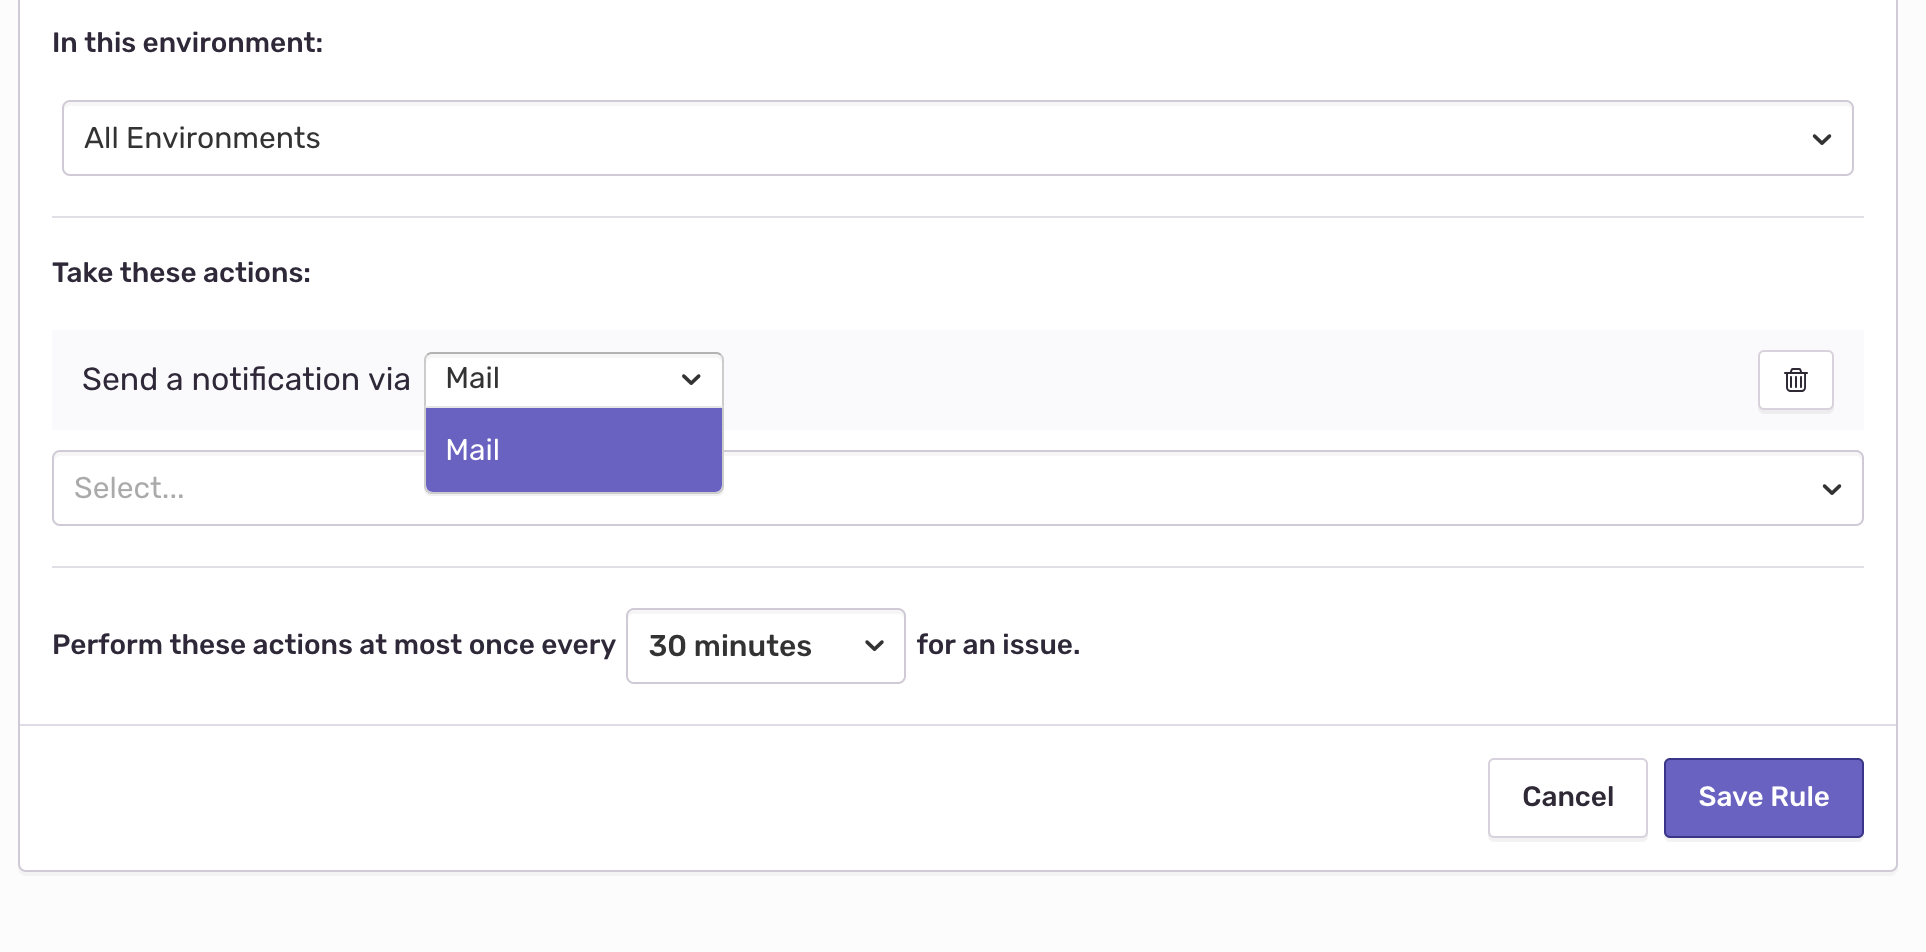 In this environment:
All Environments
Take these actions:
Send a notification via Mail
Mail
Select...
Perform these actions at most once every 30 minutes for an issue.
Cancel Save Rule